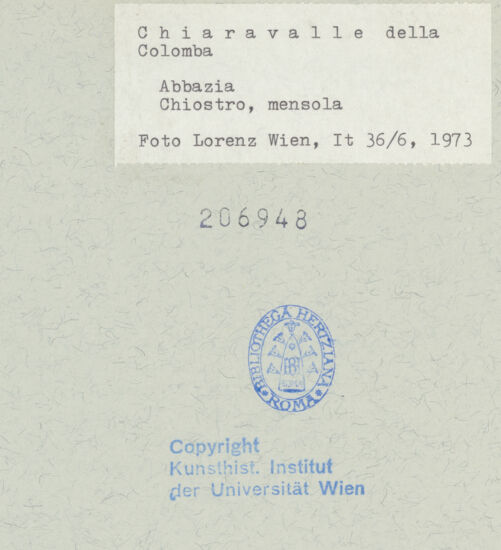 Chiaravalle della
Colomba
Abbazia
Chiostro, mensola
Foto Lorenz Wien, It 36/6, 1973
206948
BIBLIOTHECA HERTZIANA
ROMA
Copyright
Kunsthist. Institut
der Universität Wien